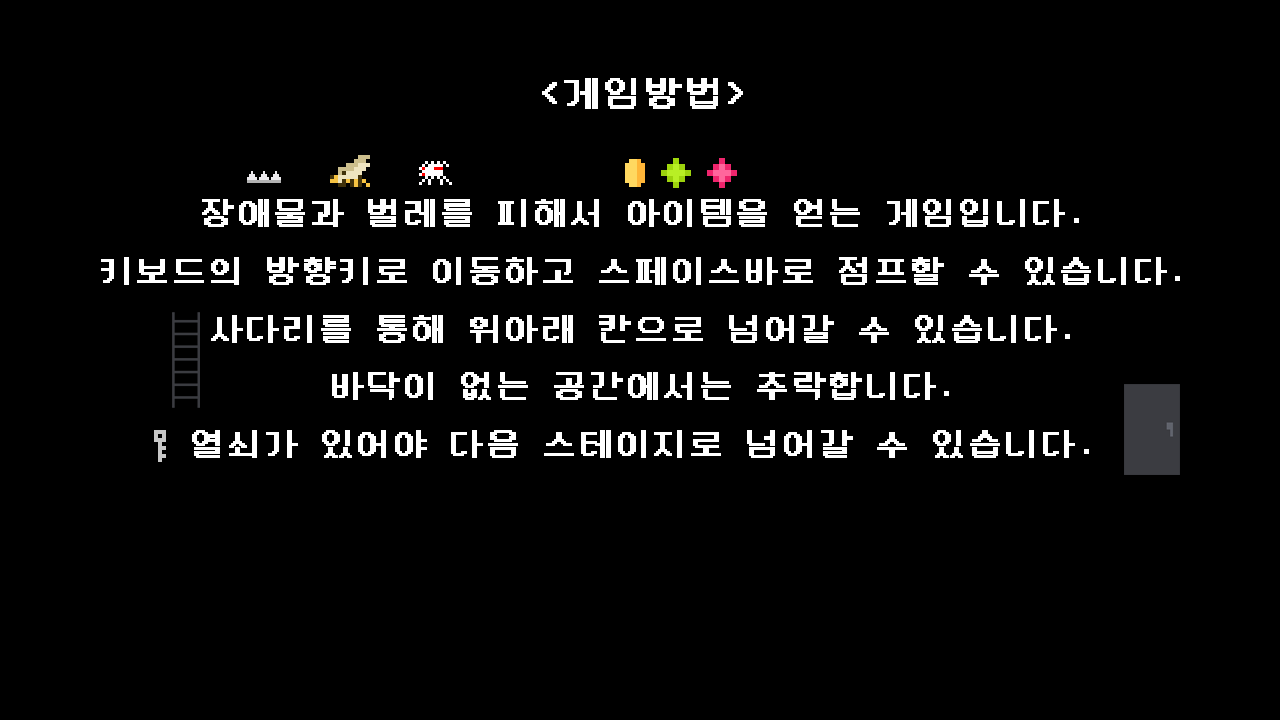 <게임방법>
장애물과 벌레를 피해서 아이템을 얻는 게임입니다.
키보드의 방향키로 이동하고 스페이스바로 점프할 수 있습니다.
사다리를 통해 위아래 칸으로 넘어갈 수 있습니다.
바닥이 없는 공간에서는 추락합니다.
열쇠가 있어야 다음 스테이지로 넘어갈 수 있습니다.